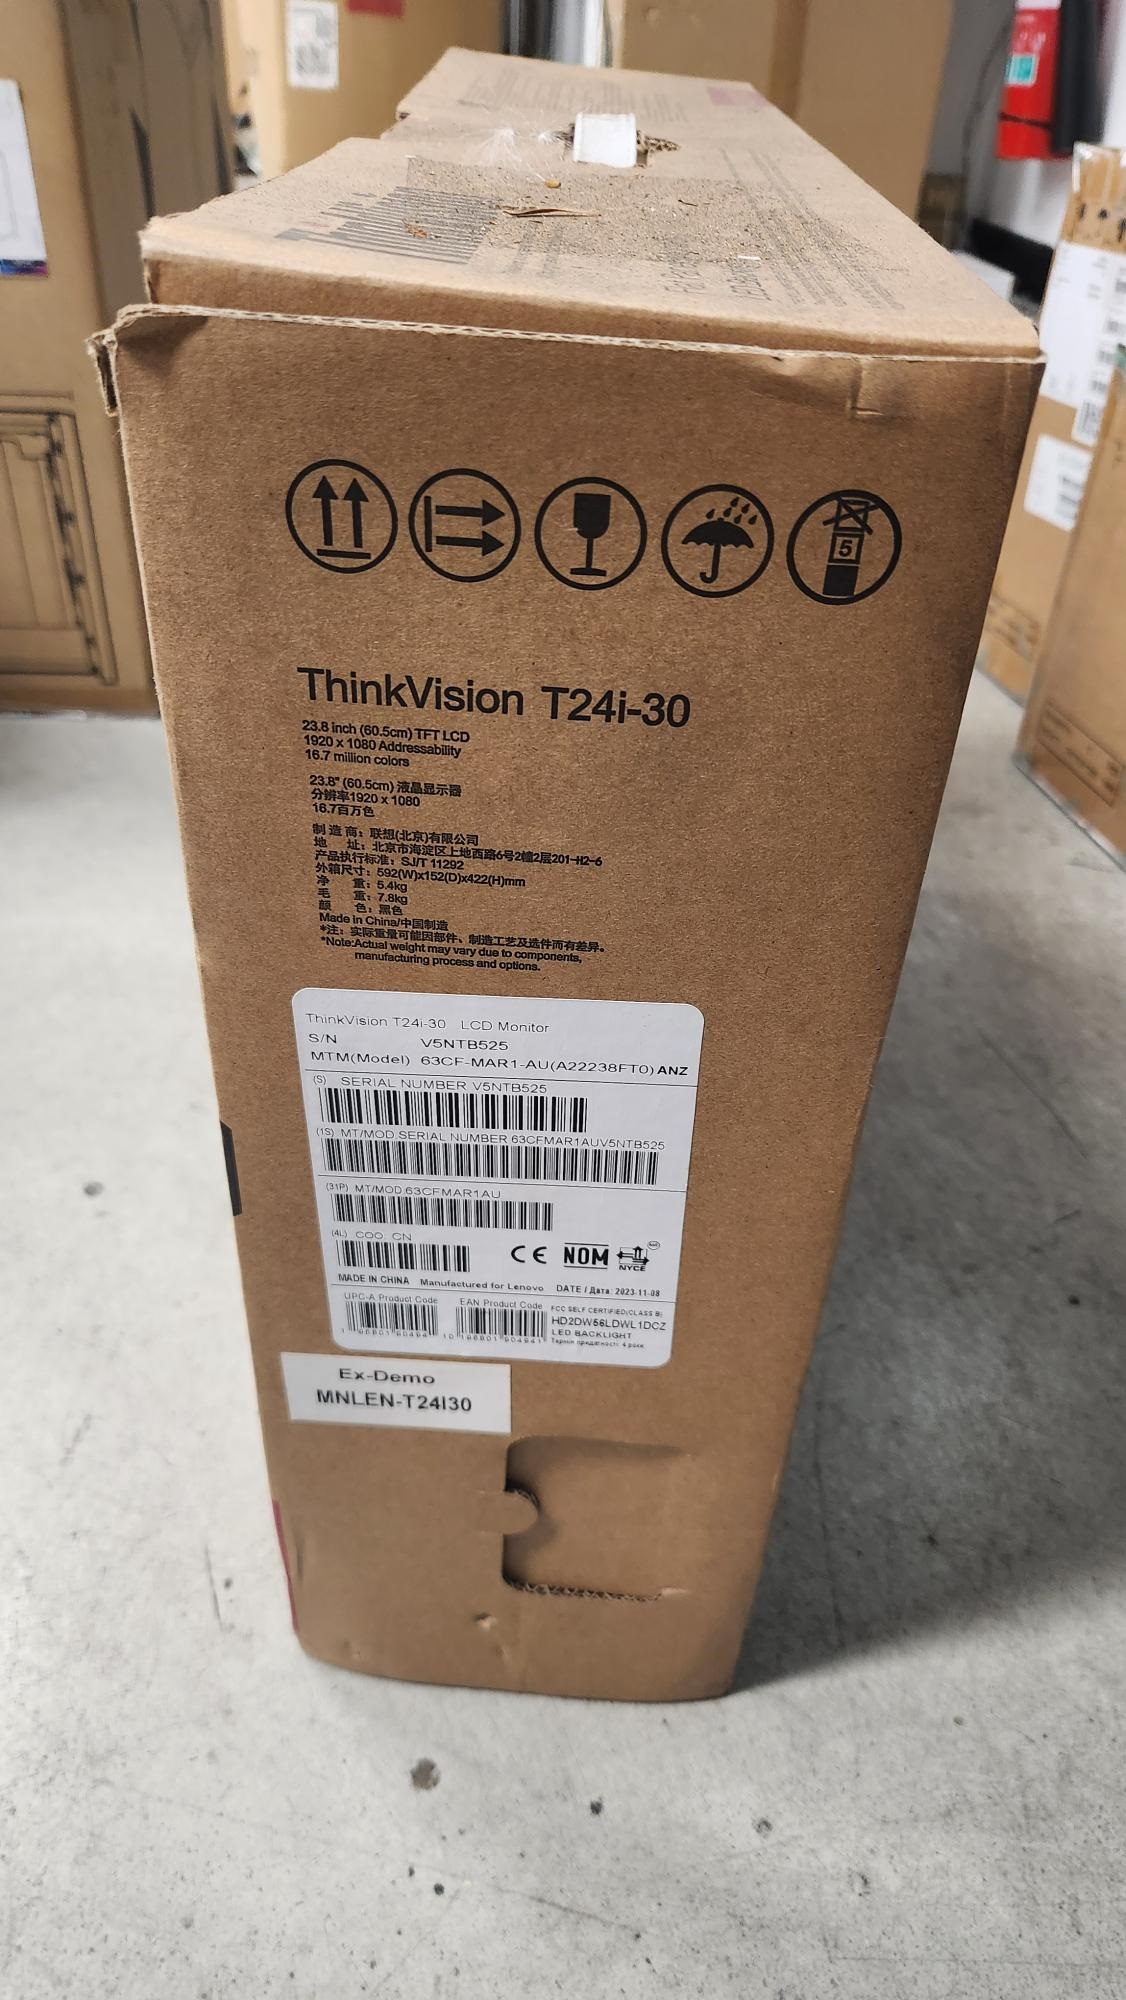 5
ThinkVision T24i-30
23.8 inch (60.5cm) TFT LCD
1920 x 1080 Addressability
16.7 million colors
23.8" (60.5cm) 液晶显示器
分辨率1920 x 1080
16.7百万色
制 造 商：联想(北京)有限公司
地 址：北京市海淀区上地西路6号2幢2层201-H2-6
产品执行标准：SJ/T 11292
外箱尺寸：592(W)x152(D)x422(H)mm
净 重：5.4kg
毛 重：7.8kg
颜 色：黑色
Made in China/中国制造
*注：实际重量可能因部件、制造工艺及选件而有差异。
*Note:Actual weight may vary due to components,
manufacturing process and options.
ThinkVision T24i-30 LCD Monitor
S/N V5NTB525
MTM(Model) 63CF-MAR1-AU(A22238FT0) ANZ
(S) SERIAL NUMBER V5NTB525
(1S) MT/MOD SERIAL NUMBER 63CFMAR1AUV5NTB525
(31P) MT/MOD 63CFMAR1AU
(4L) COO: CN
CE NOM NYCE
MADE IN CHINA Manufactured for Lenovo DATE / Дата: 2023-11-08
UPC-A Product Code EAN Product Code FCC SELF CERTIFIED(CLASS B)
HD2DW56LDWL1DCZ
LED BACKLIGHT
Термін придатності: 4 роки
Ex-Demo
MNLEN-T24I30